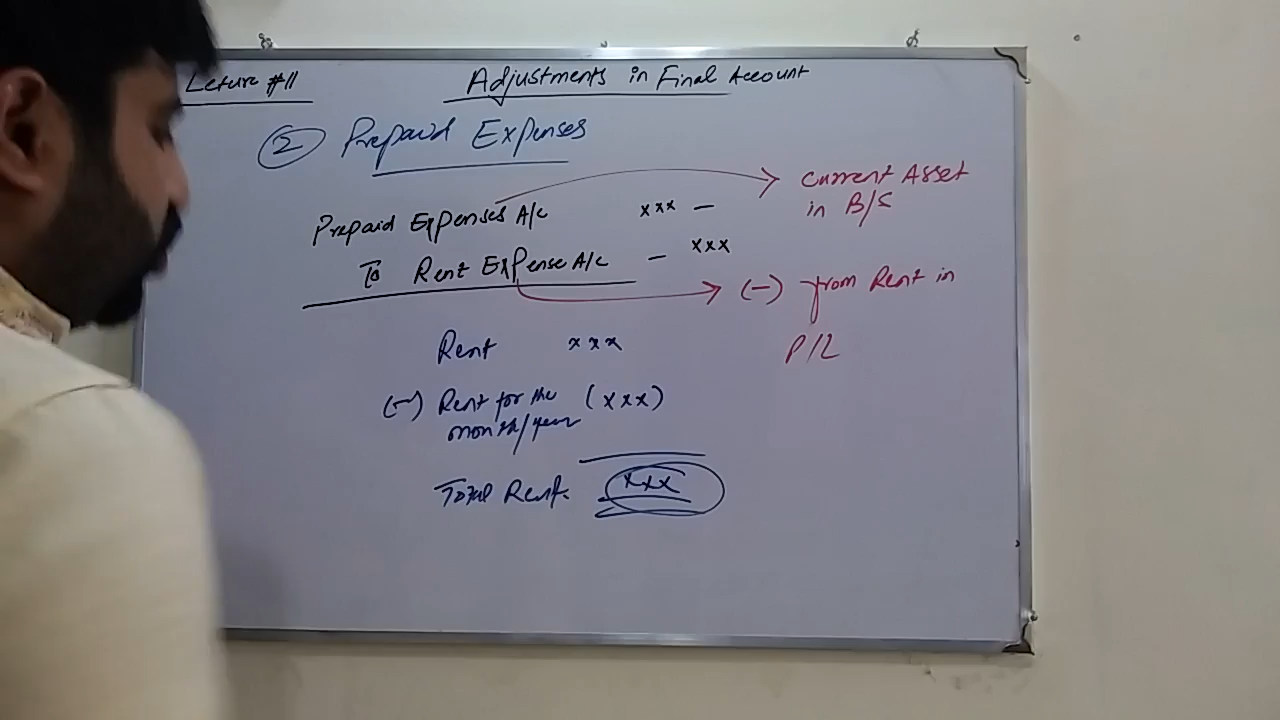 Lecture #11
Adjustments in Final Account
② Prepaid Expenses
Prepaid Expenses A/c xxx —
To Rent Expense A/c — xxx
Current Asset
in B/S
(-) from Rent in
P/L
Rent xxx
(-) Rent for the (xxx)
month/year
Total Rent. xxx